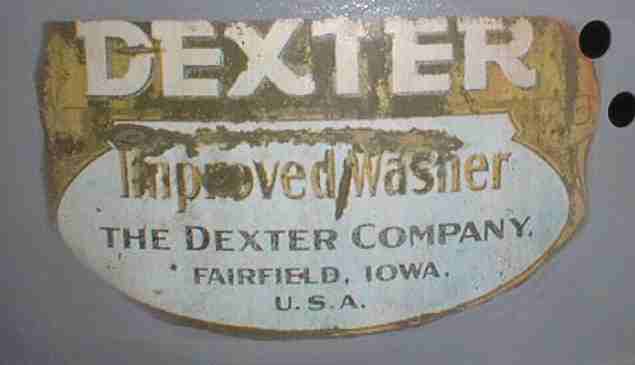 DEXTER
Improved Washer
THE DEXTER COMPANY.
FAIRFIELD, IOWA.
U.S.A.